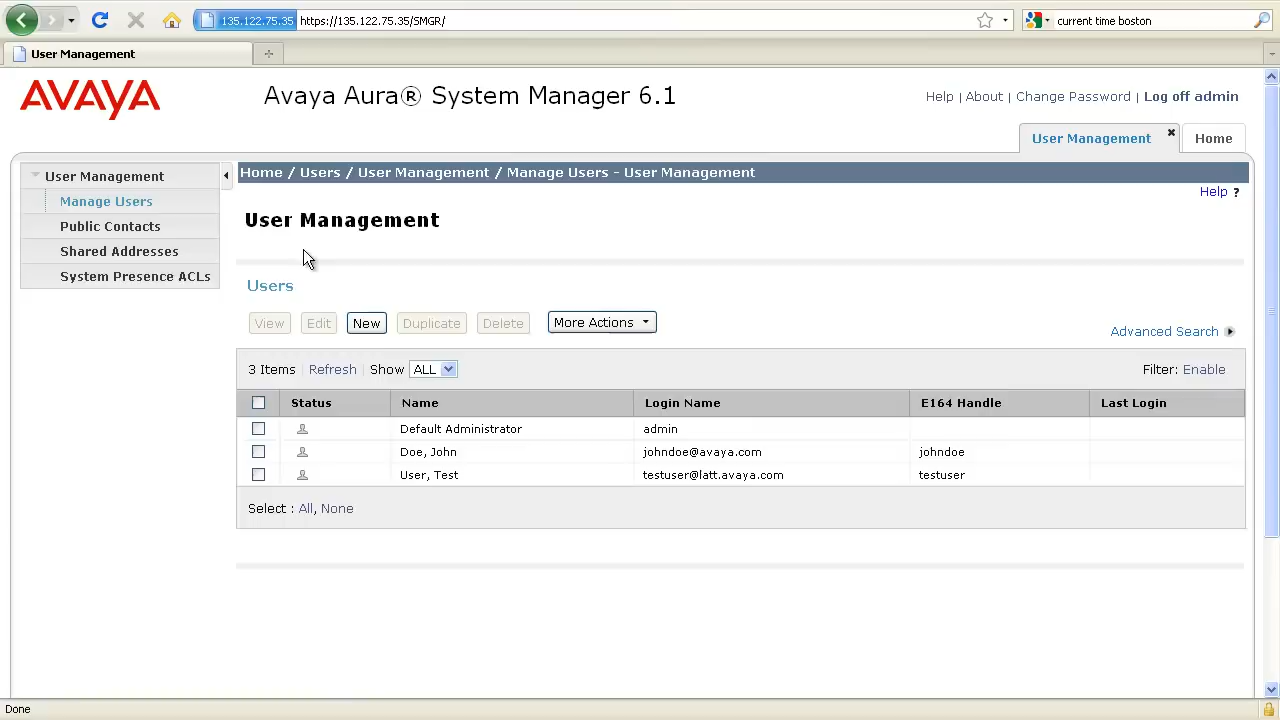 135.122.75.35 https://135.122.75.35/SMGR/
current time boston
User Management
AVAYA
Avaya Aura® System Manager 6.1
Help | About | Change Password | Log off admin
User Management
Home
User Management
Manage Users
Public Contacts
Shared Addresses
System Presence ACLs
Home / Users / User Management / Manage Users - User Management
Help ?
User Management
Users
View Edit New Duplicate Delete More Actions
Advanced Search
3 Items Refresh Show ALL Filter: Enable
Status Name Login Name E164 Handle Last Login
Default Administrator admin
Doe, John johndoe@avaya.com johndoe
User, Test testuser@latt.avaya.com testuser
Select : All, None
Done